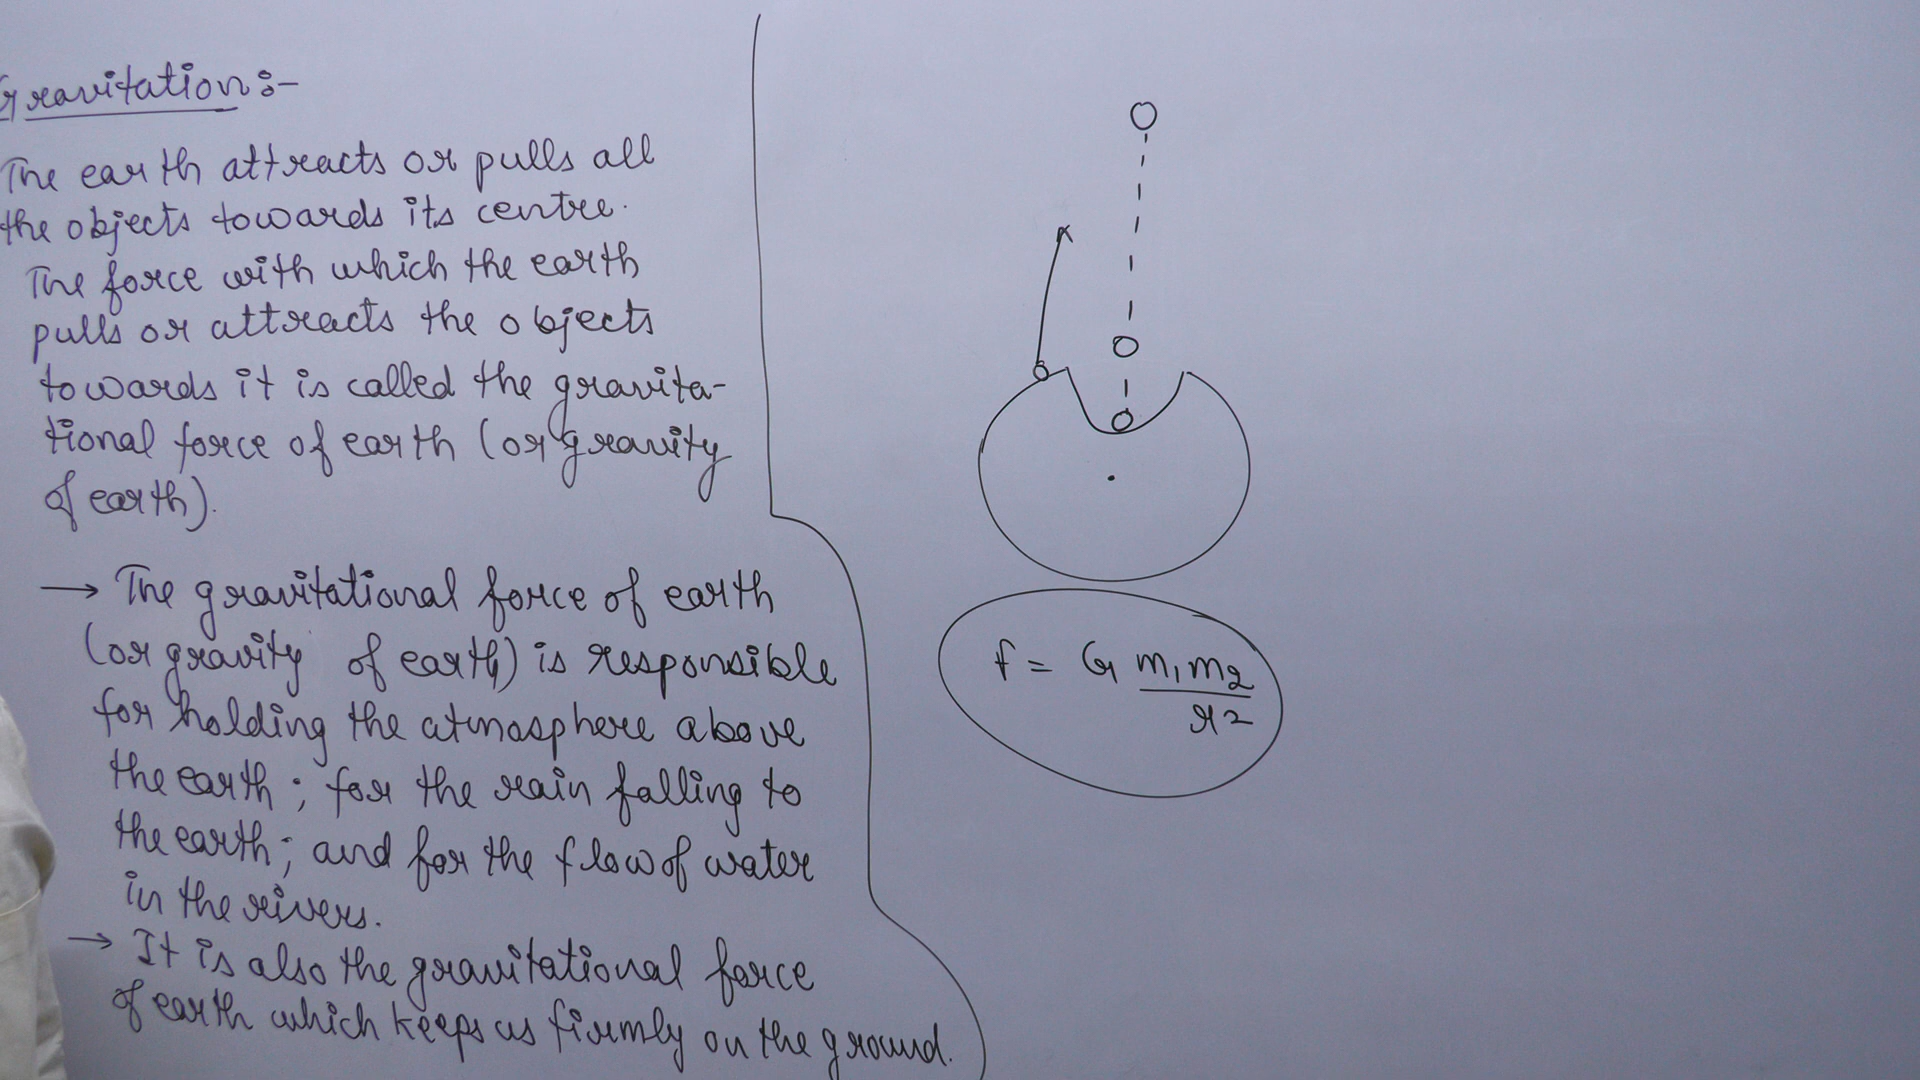 Gravitation :-
The earth attracts or pulls all
the objects towards its centre.
The force with which the earth
pulls or attracts the objects
towards it is called the gravita-
tional force of earth (or gravity
of earth).
→ The gravitational force of earth
(or gravity of earth) is responsible
for holding the atmosphere above
the earth; for the rain falling to
the earth; and for the flow of water
in the rivers.
→ It is also the gravitational force
of earth which keeps us firmly on the ground.
f = G m₁m₂
r2